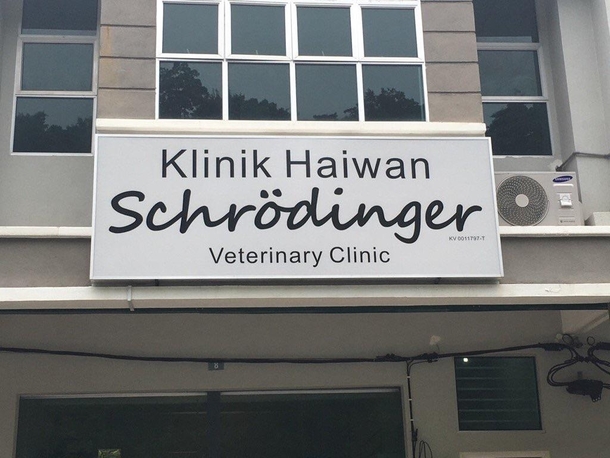 Klinik Haiwan
Schrödinger
KV 0011797-T
Veterinary Clinic
SAMSUNG